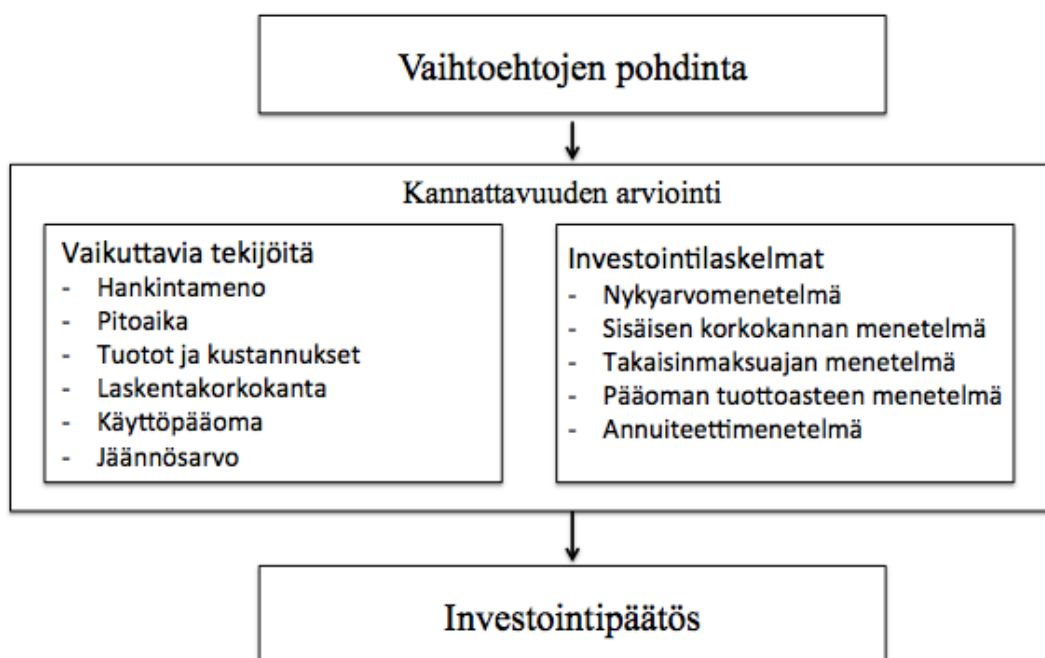 Vaihtoehtojen pohdinta
Kannattavuuden arviointi
Vaikuttavia tekijöitä
- Hankintameno
- Pitoaika
- Tuotot ja kustannukset
- Laskentakorkokanta
- Käyttöpääoma
- Jäännösarvo
Investointilaskelmat
- Nykyarvomenetelmä
- Sisäisen korkokannan menetelmä
- Takaisinmaksuajan menetelmä
- Pääoman tuottoasteen menetelmä
- Annuiteettimenetelmä
Investointipäätös